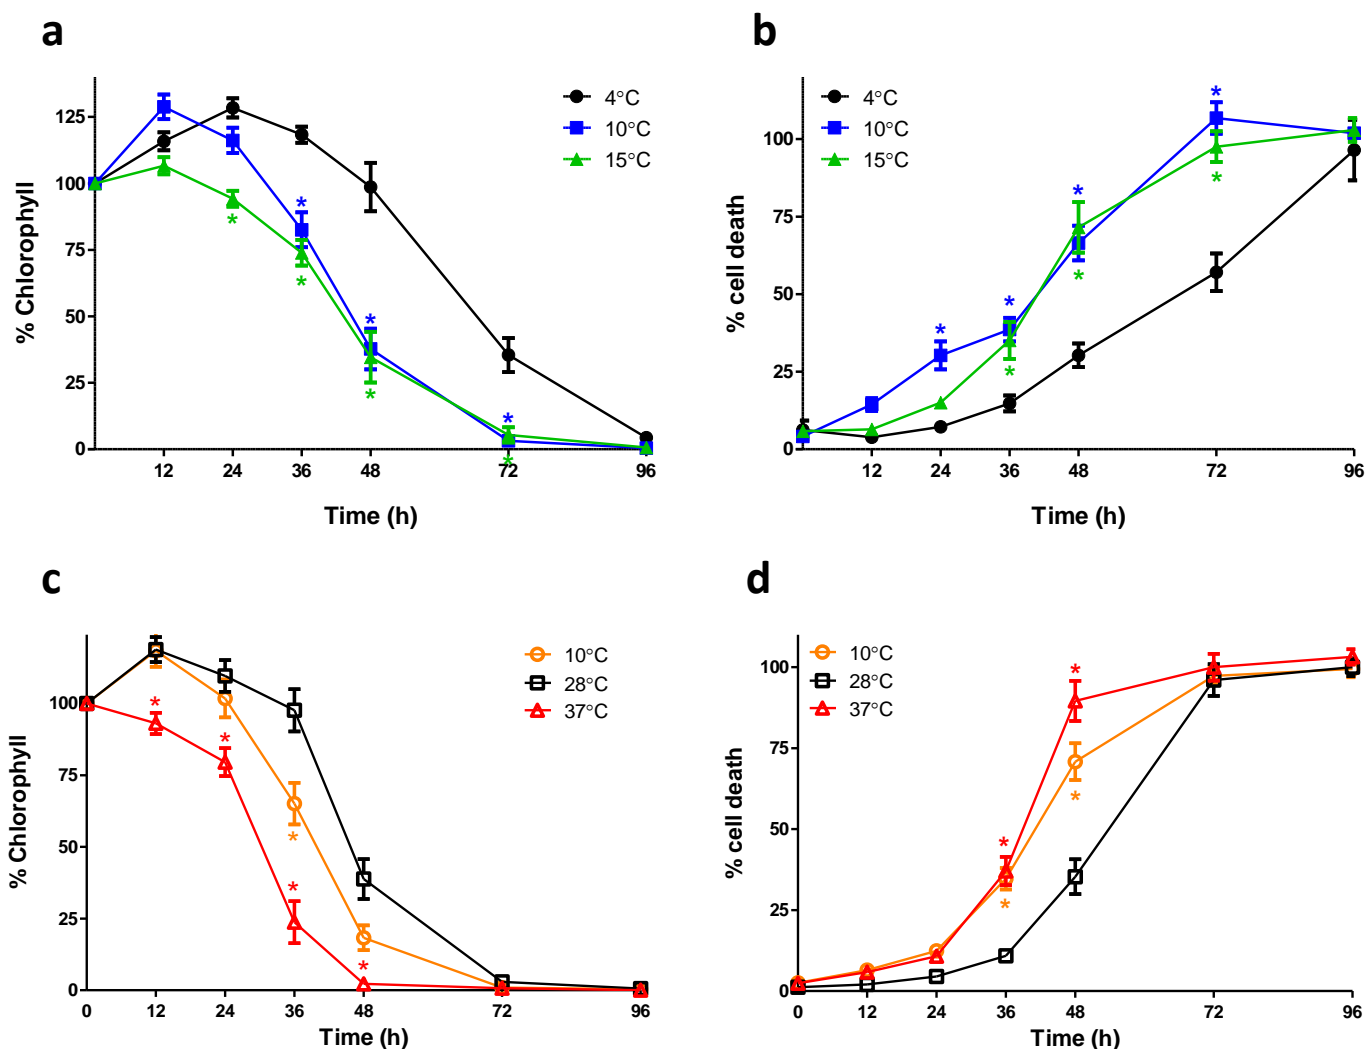 a
% Chlorophyll
125
100
75
50
25
0
12 24 36 48 72 96
Time (h)
4°C
10°C
15°C
* * * * * * * *
b
% cell death
100
75
50
25
0
12 24 36 48 72 96
Time (h)
4°C
10°C
15°C
* * * * * * *
c
% Chlorophyll
100
75
50
25
0
0 12 24 36 48 72 96
Time (h)
10°C
28°C
37°C
* * * * *
d
% cell death
100
75
50
25
0
0 12 24 36 48 72 96
Time (h)
10°C
28°C
37°C
* * * *